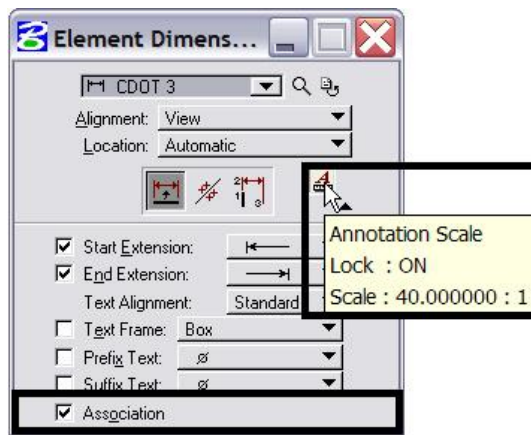 Element Dimens...
CDOT 3
Alignment: View
Location: Automatic
Annotation Scale
Lock : ON
Scale : 40.000000 : 1
Start Extension:
End Extension:
Text Alignment: Standard
Text Frame: Box
Prefix Text: ø
Suffix Text: ø
Association